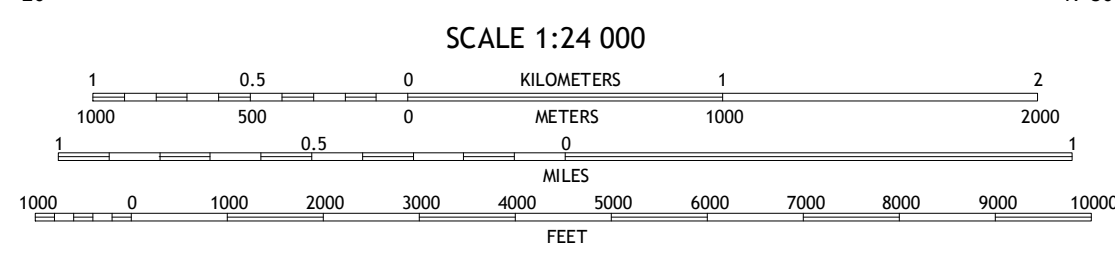 SCALE 1:24 000
1 0.5 0 KILOMETERS 1 2
1000 500 0 METERS 1000 2000
1 0.5 0 1
MILES
1000 0 1000 2000 3000 4000 5000 6000 7000 8000 9000 10000
FEET